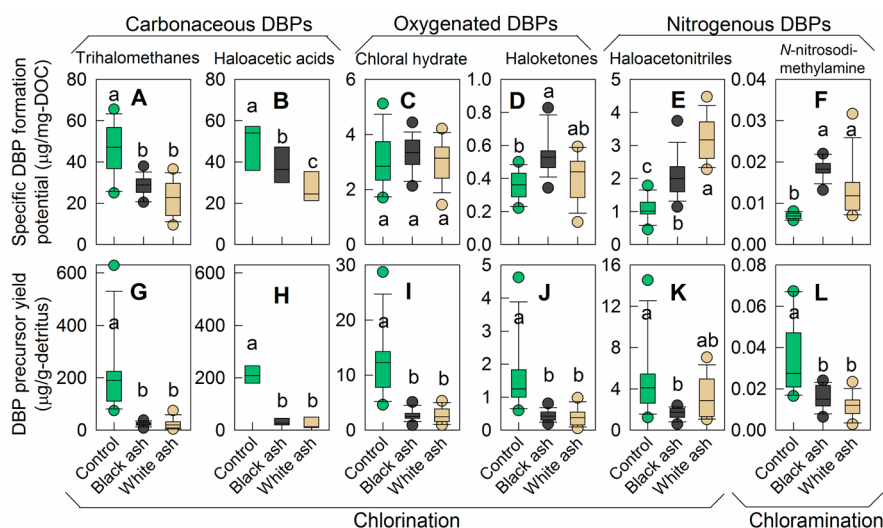 Carbonaceous DBPs
Oxygenated DBPs
Nitrogenous DBPs
Trihalomethanes
Haloacetic acids
Chloral hydrate
Haloketones
Haloacetonitriles
N-nitrosodi-
methylamine
Specific DBP formation
potential (µg/mg-DOC)
80
60
40
20
0
A
a
b
b
80
60
40
20
0
B
a
b
c
6
4
2
0
C
a
a
a
1.0
0.8
0.6
0.4
0.2
0.0
D
b
a
ab
5
4
3
2
1
0
E
c
b
a
0.04
0.03
0.02
0.01
0.00
F
b
a
a
DBP precursor yield
(µg/g-detritus)
600
400
200
0
G
a
b
b
600
400
200
0
H
a
b
b
30
20
10
0
I
a
b
b
5
4
3
2
1
0
J
a
b
b
16
12
8
4
0
K
a
b
ab
0.08
0.06
0.04
0.02
0.00
L
a
b
b
Control
Black ash
White ash
Control
Black ash
White ash
Control
Black ash
White ash
Control
Black ash
White ash
Control
Black ash
White ash
Control
Black ash
White ash
Chlorination
Chloramination